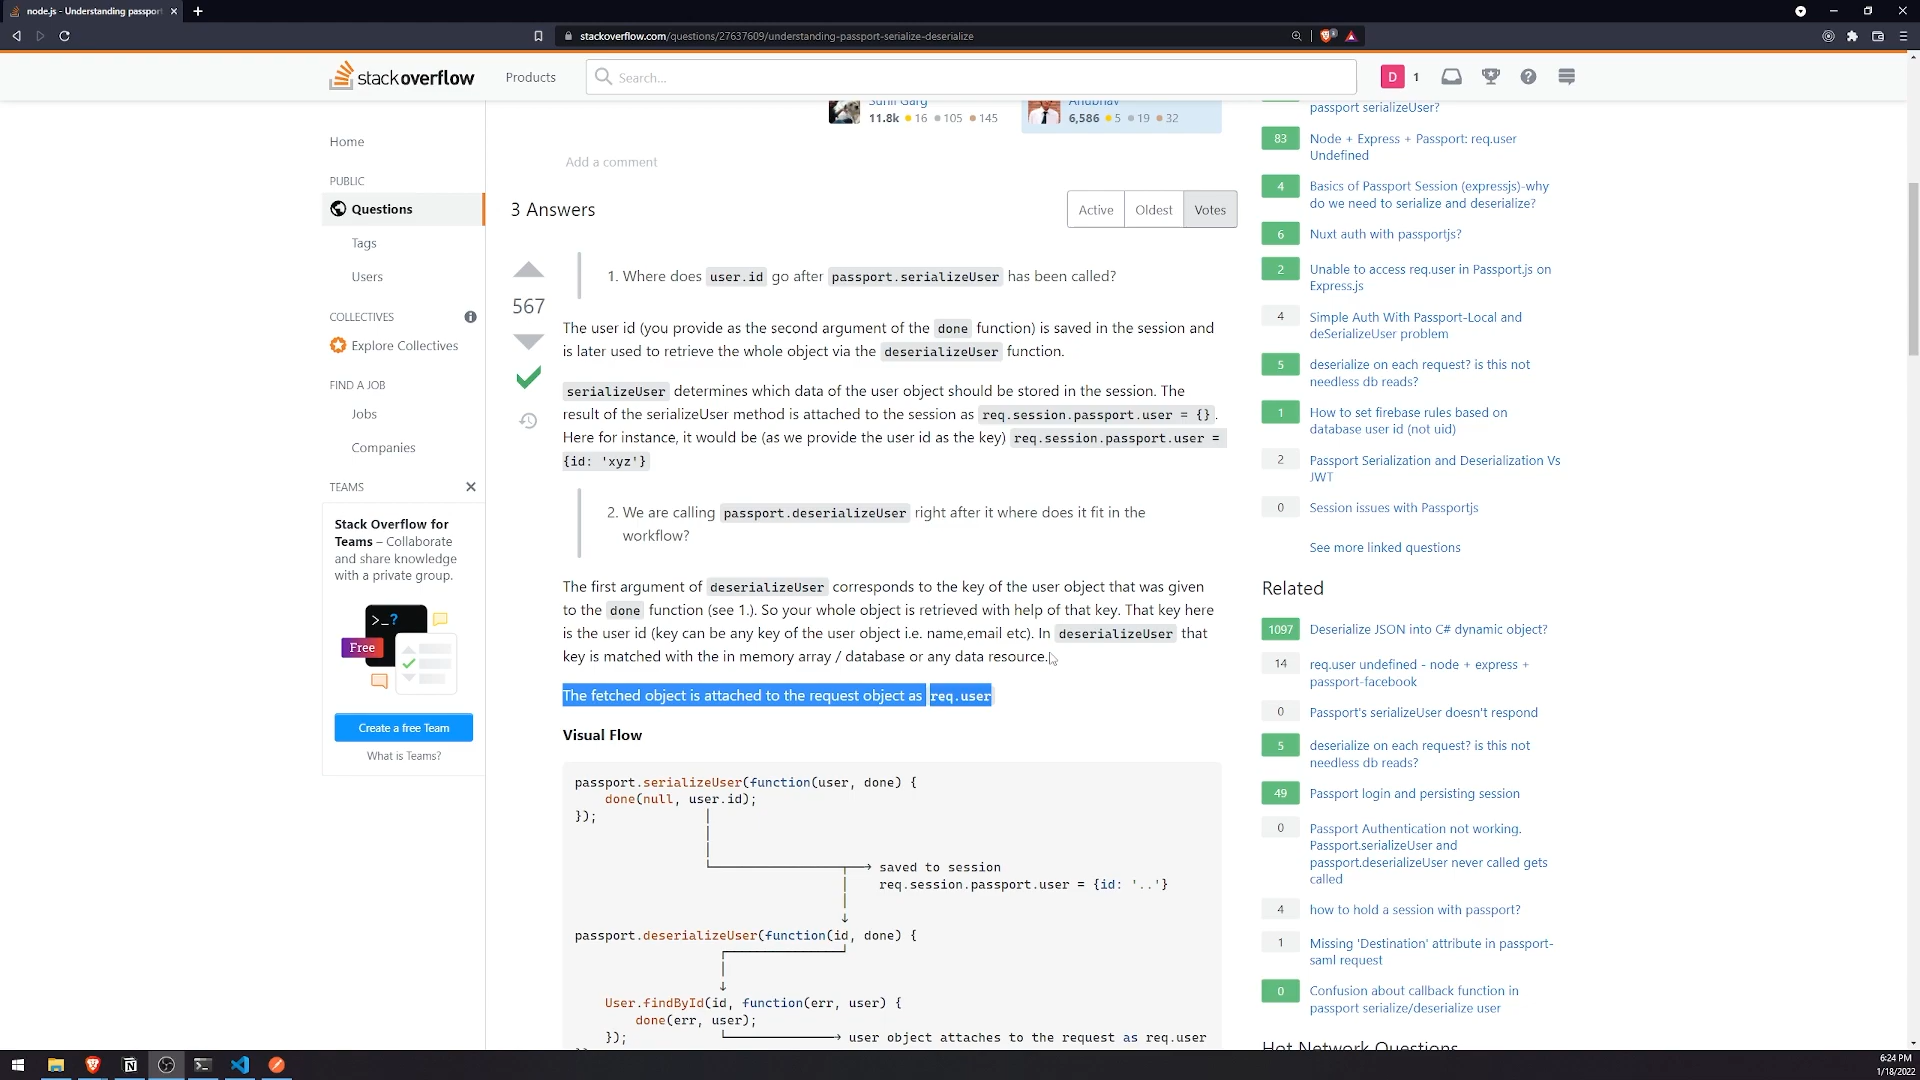 node.js - Understanding passport
stackoverflow.com/questions/27637609/understanding-passport-serialize-deserialize
stackoverflow
Products
Search...
D
1
Sunil Garg
11.8k 16 105 145
Anubhav
6,586 5 19 32
Add a comment
Home
PUBLIC
Questions
Tags
Users
COLLECTIVES
Explore Collectives
FIND A JOB
Jobs
Companies
TEAMS
Stack Overflow for
Teams – Collaborate
and share knowledge
with a private group.
>_?
Free
Create a free Team
What is Teams?
3 Answers
Active
Oldest
Votes
567
1. Where does user.id go after passport.serializeUser has been called?
The user id (you provide as the second argument of the done function) is saved in the session and
is later used to retrieve the whole object via the deserializeUser function.
serializeUser determines which data of the user object should be stored in the session. The
result of the serializeUser method is attached to the session as req.session.passport.user = {}.
Here for instance, it would be (as we provide the user id as the key) req.session.passport.user =
{id: 'xyz'}
2. We are calling passport.deserializeUser right after it where does it fit in the
workflow?
The first argument of deserializeUser corresponds to the key of the user object that was given
to the done function (see 1.). So your whole object is retrieved with help of that key. That key here
is the user id (key can be any key of the user object i.e. name,email etc). In deserializeUser that
key is matched with the in memory array / database or any data resource.
The fetched object is attached to the request object as req.user
Visual Flow
passport.serializeUser(function(user, done) {
done(null, user.id);
});
saved to session
req.session.passport.user = {id: '..'}
passport.deserializeUser(function(id, done) {
User.findById(id, function(err, user) {
done(err, user);
});
user object attaches to the request as req.user
passport serializeUser?
83 Node + Express + Passport: req.user
Undefined
4 Basics of Passport Session (expressjs)-why
do we need to serialize and deserialize?
6 Nuxt auth with passportjs?
2 Unable to access req.user in Passport.js on
Express.js
4 Simple Auth With Passport-Local and
deSerializeUser problem
5 deserialize on each request? is this not
needless db reads?
1 How to set firebase rules based on
database user id (not uid)
2 Passport Serialization and Deserialization Vs
JWT
0 Session issues with Passportjs
See more linked questions
Related
1097 Deserialize JSON into C# dynamic object?
14 req.user undefined - node + express +
passport-facebook
0 Passport's serializeUser doesn't respond
5 deserialize on each request? is this not
needless db reads?
49 Passport login and persisting session
0 Passport Authentication not working.
Passport.serializeUser and
passport.deserializeUser never called gets
called
4 how to hold a session with passport?
1 Missing 'Destination' attribute in passport-
saml request
0 Confusion about callback function in
passport serialize/deserialize user
Hot Network Questions
6:24 PM
1/18/2022